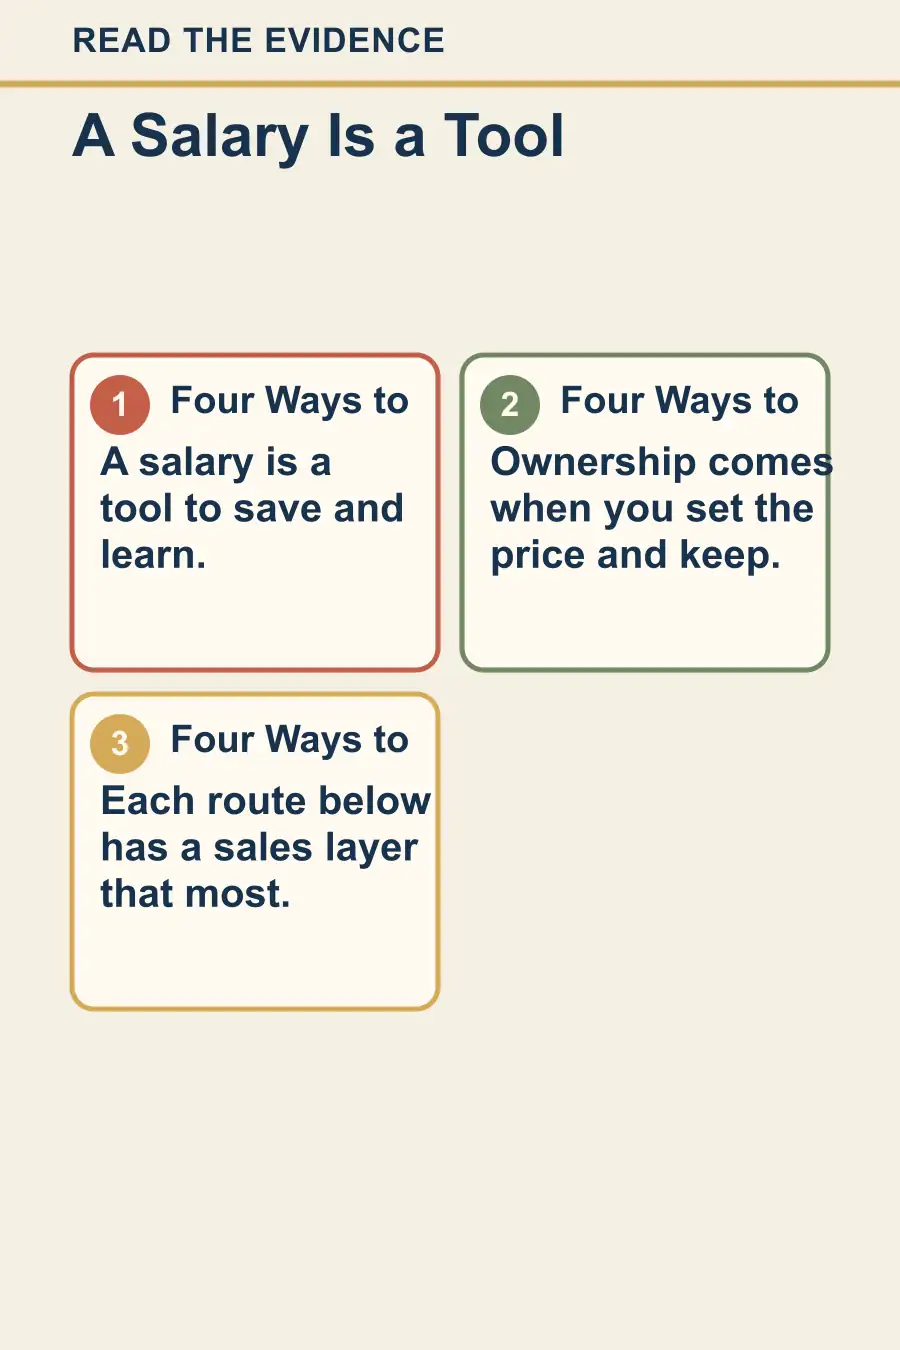 READ THE EVIDENCE
A Salary Is a Tool
1 Four Ways to
A salary is a
tool to save and
learn.
2 Four Ways to
Ownership comes
when you set the
price and keep.
3 Four Ways to
Each route below
has a sales layer
that most.